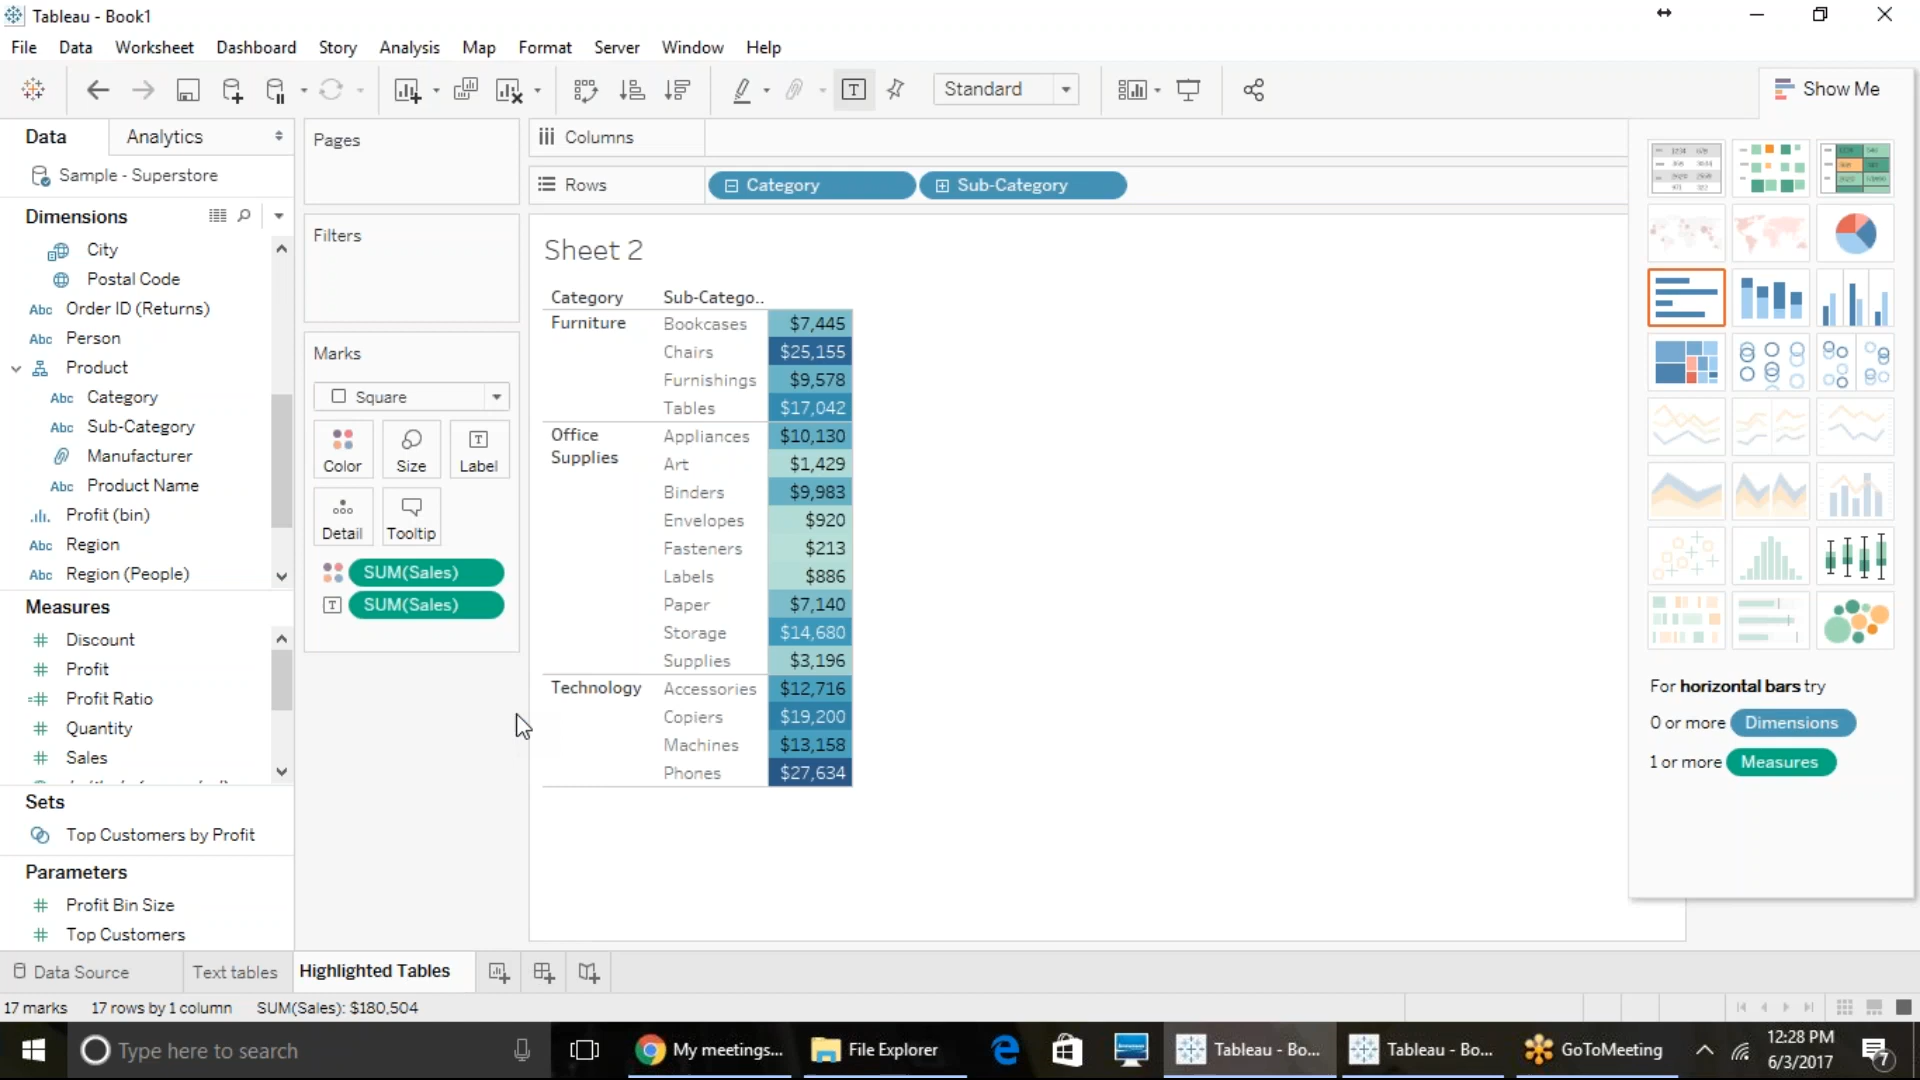 Tableau - Book1
File Data Worksheet Dashboard Story Analysis Map Format Server Window Help
Standard
Show Me
Data
Analytics
Sample - Superstore
Dimensions
City
Postal Code
Abc Order ID (Returns)
Abc Person
Product
Abc Category
Abc Sub-Category
Manufacturer
Abc Product Name
Profit (bin)
Abc Region
Abc Region (People)
Measures
Discount
Profit
Profit Ratio
Quantity
Sales
Sets
Top Customers by Profit
Parameters
Profit Bin Size
Top Customers
Pages
Filters
Marks
Square
Color Size Label
Detail Tooltip
SUM(Sales)
SUM(Sales)
Columns
Rows Category Sub-Category
Sheet 2
Category Sub-Catego..
Furniture Bookcases $7,445
Chairs $25,155
Furnishings $9,578
Tables $17,042
Office Supplies Appliances $10,130
Art $1,429
Binders $9,983
Envelopes $920
Fasteners $213
Labels $886
Paper $7,140
Storage $14,680
Supplies $3,196
Technology Accessories $12,716
Copiers $19,200
Machines $13,158
Phones $27,634
For horizontal bars try
0 or more Dimensions
1 or more Measures
Data Source Text tables Highlighted Tables
17 marks 17 rows by 1 column SUM(Sales): $180,504
Type here to search
My meetings...
File Explorer
Tableau - Bo...
Tableau - Bo...
GoToMeeting
12:28 PM
6/3/2017
7